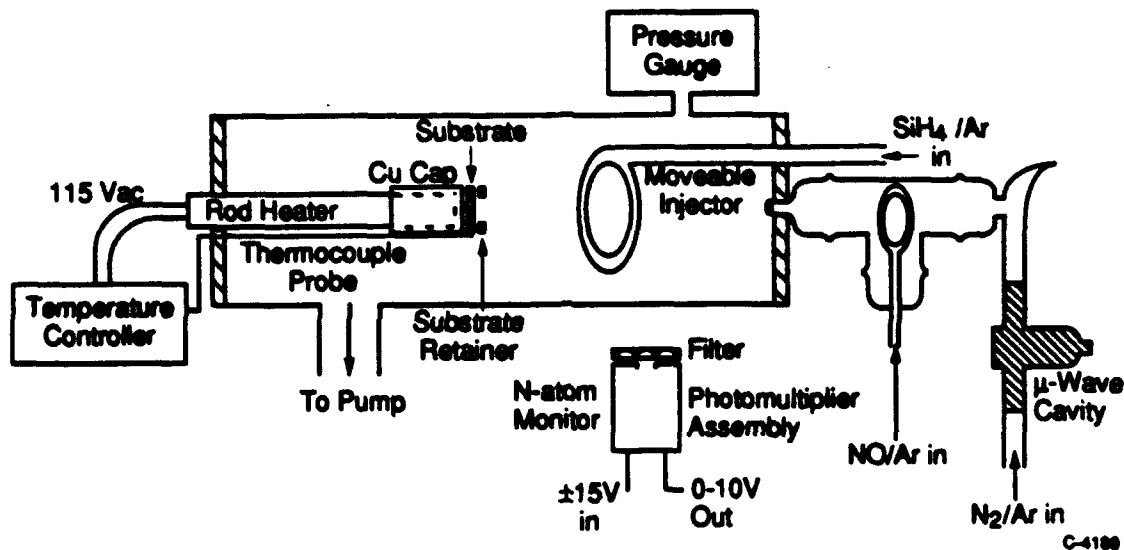 Pressure
Gauge
SiH4 /Ar
in
Substrate
Cu Cap
Moveable
Injector
115 Vac
Rod Heater
Thermocouple
Probe
Temperature
Controller
Substrate
Retainer
To Pump
Filter
N-atom
Monitor
Photomultiplier
Assembly
±15V
in
0-10V
Out
μ-Wave
Cavity
NO/Ar in
N2/Ar in
C-4189